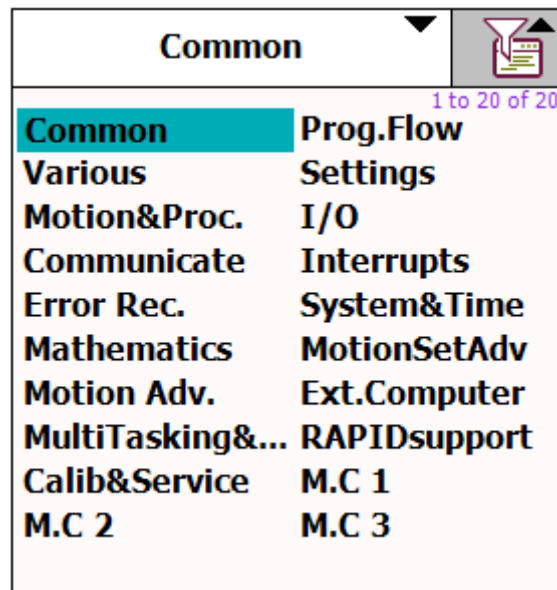 Common
1 to 20 of 20
Common Prog.Flow
Various Settings
Motion&Proc. I/O
Communicate Interrupts
Error Rec. System&Time
Mathematics MotionSetAdv
Motion Adv. Ext.Computer
MultiTasking&... RAPIDsupport
Calib&Service M.C 1
M.C 2 M.C 3